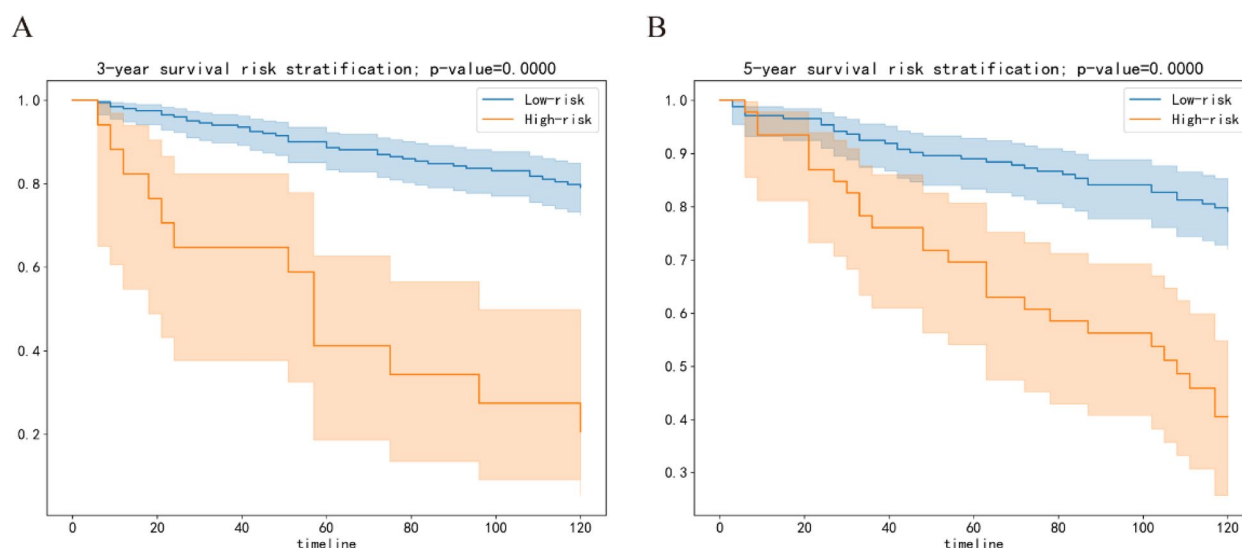 A
3-year survival risk stratification; p-value=0.0000
1.0
0.8
0.6
0.4
0.2
Low-risk
High-risk
0 20 40 60 80 100 120
timeline
B
5-year survival risk stratification; p-value=0.0000
1.0
0.9
0.8
0.7
0.6
0.5
0.4
0.3
Low-risk
High-risk
0 20 40 60 80 100 120
timeline